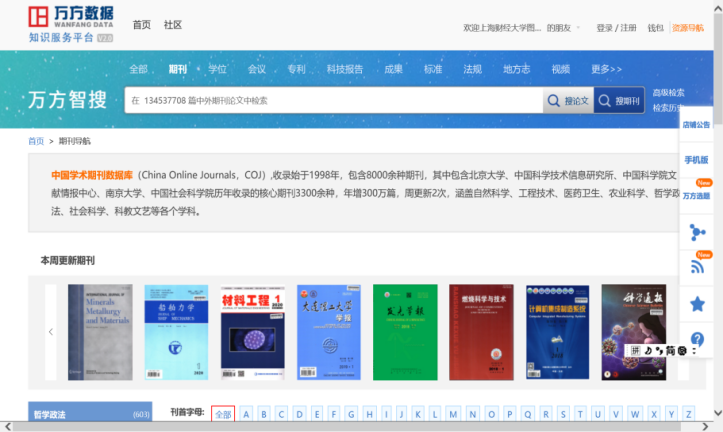 万方数据
WANFANG DATA
知识服务平台 V2.0
首页 社区
欢迎上海财经大学图... 的朋友 登录 / 注册 钱包 资源导航
全部 期刊 学位 会议 专利 科技报告 成果 标准 法规 地方志 视频 更多>>
万方智搜
在 134537708 篇中外期刊论文中检索
搜论文 搜期刊
高级检索
检索历史
店铺公告
手机版
New
万方选题
New
首页 > 期刊导航
中国学术期刊数据库（China Online Journals，COJ）,收录始于1998年，包含8000余种期刊，其中包含北京大学、中国科学技术信息研究所、中国科学院文
献情报中心、南京大学、中国社会科学院历年收录的核心期刊3300余种，年增300万篇，周更新2次，涵盖自然科学、工程技术、医药卫生、农业科学、哲学政
法、社会科学、科教文艺等各个学科。
本周更新期刊
Minerals
Metallurgy
and Materials
船舶力学
SHIP MECHANICS
1
材料工程 1
2020
大连理工大学
学报
燃烧科学与技术
计算机集成制造系统
科学通报
拼 简
哲学政法 (603)
刊首字母: 全部 A B C D E F G H I J K L M N O P Q R S T U V W X Y Z